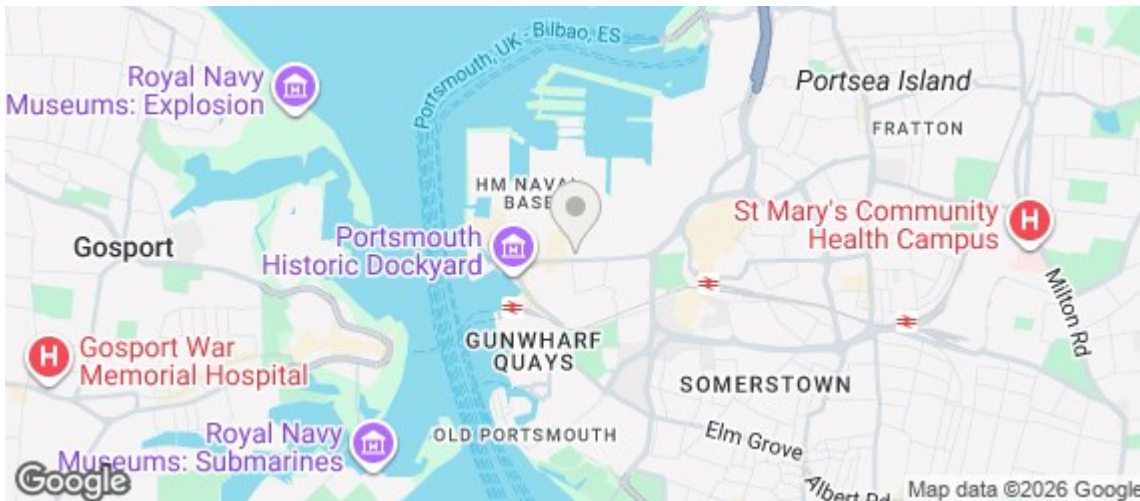 Portsmouth, UK - Bilbao, ES
Royal Navy
Museums: Explosion
Portsea Island
FRATTON
HM NAVAL
BASE
St Mary's Community
Health Campus
Gosport
Portsmouth
Historic Dockyard
Milton Rd
GUNWHARF
QUAYS
Gosport War
Memorial Hospital
SOMERSTOWN
Royal Navy
Museums: Submarines
OLD PORTSMOUTH
Elm Grove
Albert Rd
Google
Map data ©2026 Google